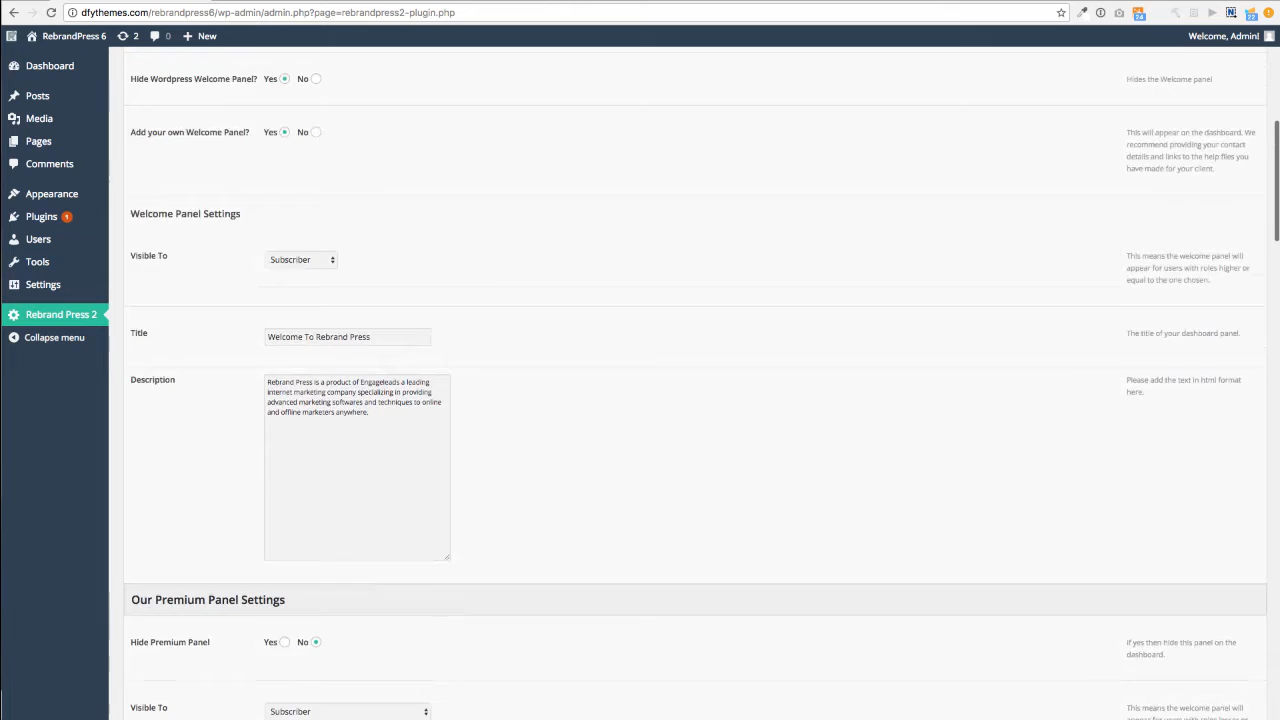 dfythemes.com/rebrandpress6/wp-admin/admin.php?page=rebrandpress2-plugin.php
24
22
RebrandPress 6
2
0
New
Welcome, Admin!
Dashboard
Posts
Media
Pages
Comments
Appearance
Plugins 1
Users
Tools
Settings
Rebrand Press 2
Collapse menu
Hide Wordpress Welcome Panel? Yes No
Hides the Welcome panel
Add your own Welcome Panel? Yes No
This will appear on the dashboard. We
recommend providing your contact
details and links to the help files you
have made for your client.
Welcome Panel Settings
Visible To Subscriber
This means the welcome panel will
appear for users with roles higher or
equal to the one chosen.
Title Welcome To Rebrand Press
The title of your dashboard panel.
Description
Rebrand Press is a product of Engageleads a leading
internet marketing company specializing in providing
advanced marketing softwares and techniques to online
and offline marketers anywhere.
Please add the text in html format
here.
Our Premium Panel Settings
Hide Premium Panel Yes No
If yes then hide this panel on the
dashboard.
Visible To Subscriber
This means the welcome panel will